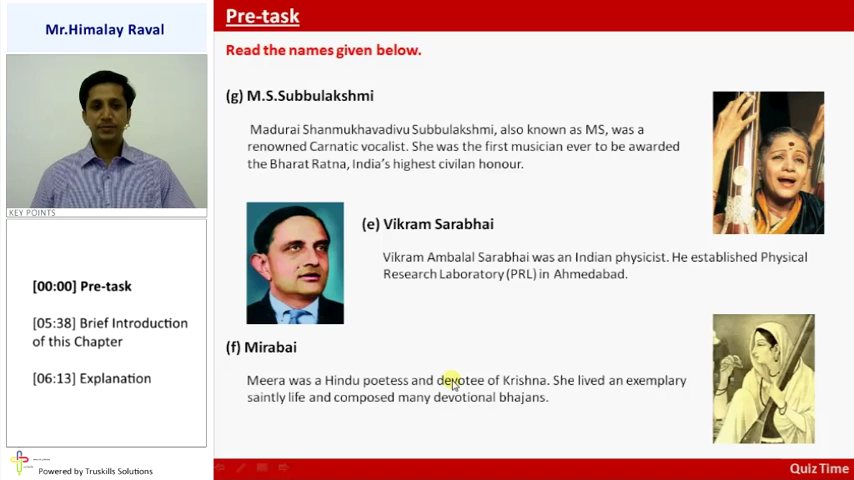 Mr.Himalay Raval
KEY POINTS
[00:00] Pre-task
[05:38] Brief Introduction
of this Chapter
[06:13] Explanation
Powered by Truskills Solutions
Pre-task
Read the names given below.
(g) M.S.Subbulakshmi
Madurai Shanmukhavadivu Subbulakshmi, also known as MS, was a
renowned Carnatic vocalist. She was the first musician ever to be awarded
the Bharat Ratna, India's highest civilan honour.
(e) Vikram Sarabhai
Vikram Ambalal Sarabhai was an Indian physicist. He established Physical
Research Laboratory (PRL) in Ahmedabad.
(f) Mirabai
Meera was a Hindu poetess and devotee of Krishna. She lived an exemplary
saintly life and composed many devotional bhajans.
Quiz Time